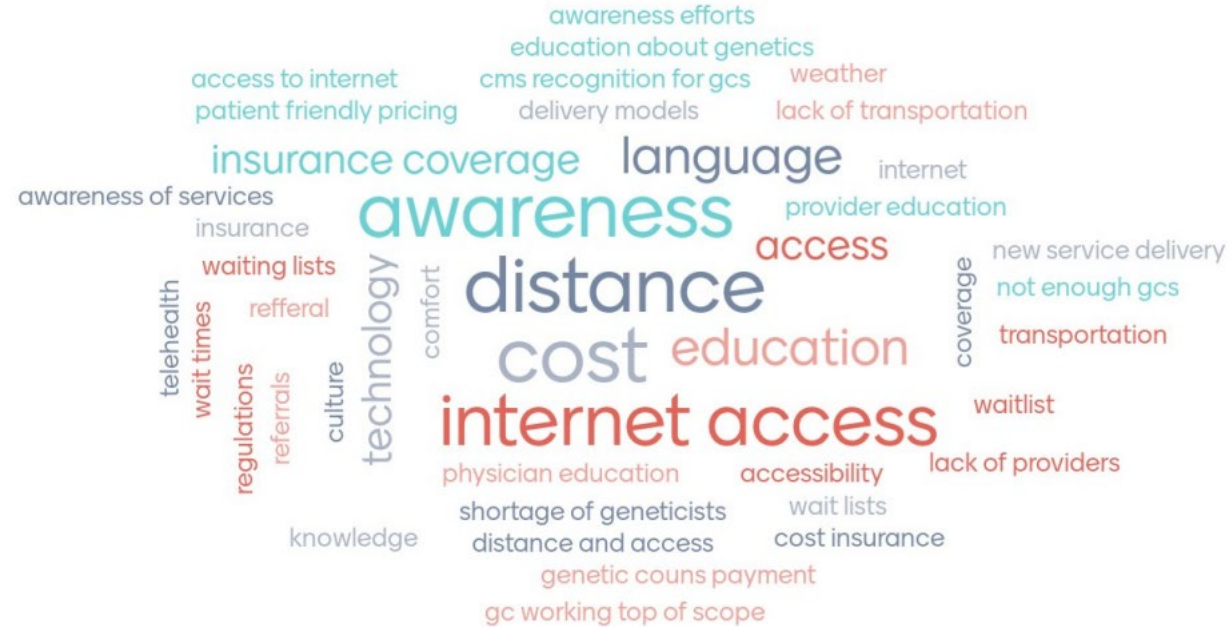 awareness efforts
education about genetics
access to internet
cms recognition for gcs
weather
patient friendly pricing
delivery models
lack of transportation
insurance coverage
language
internet
awareness of services
awareness
provider education
insurance
access
new service delivery
waiting lists
distance
coverage
not enough gcs
telehealth
wait times
refferal
technology
comfort
transportation
cost
education
regulations
referrals
culture
internet access
waitlist
physician education
accessibility
lack of providers
shortage of geneticists
wait lists
knowledge
distance and access
cost insurance
genetic couns payment
gc working top of scope